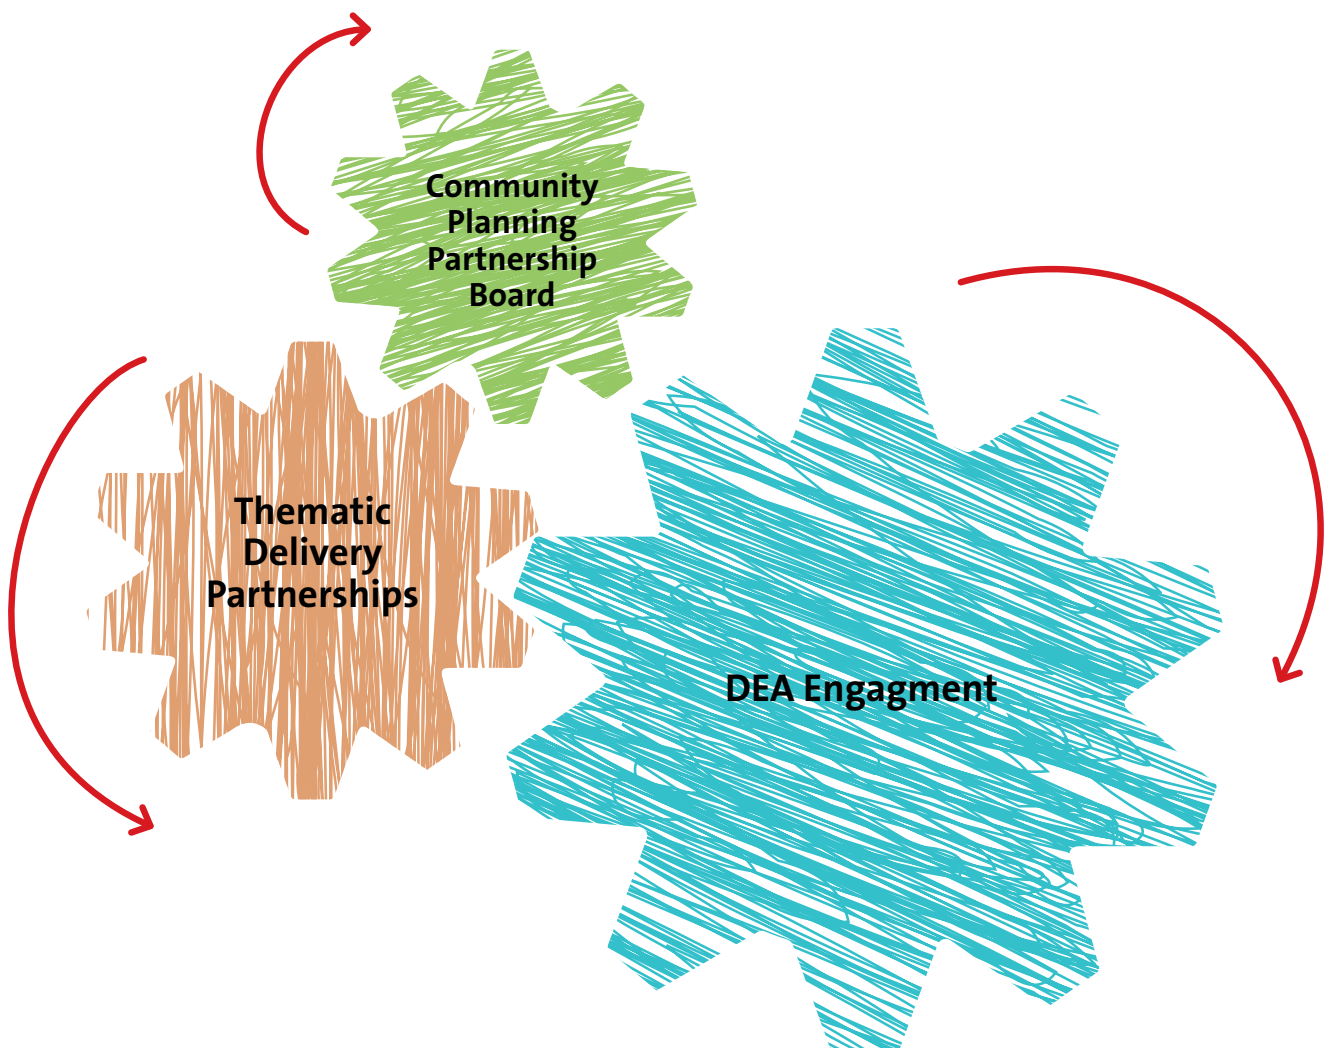 Community
Planning
Partnership
Board
Thematic
Delivery
Partnerships
DEA Engagment